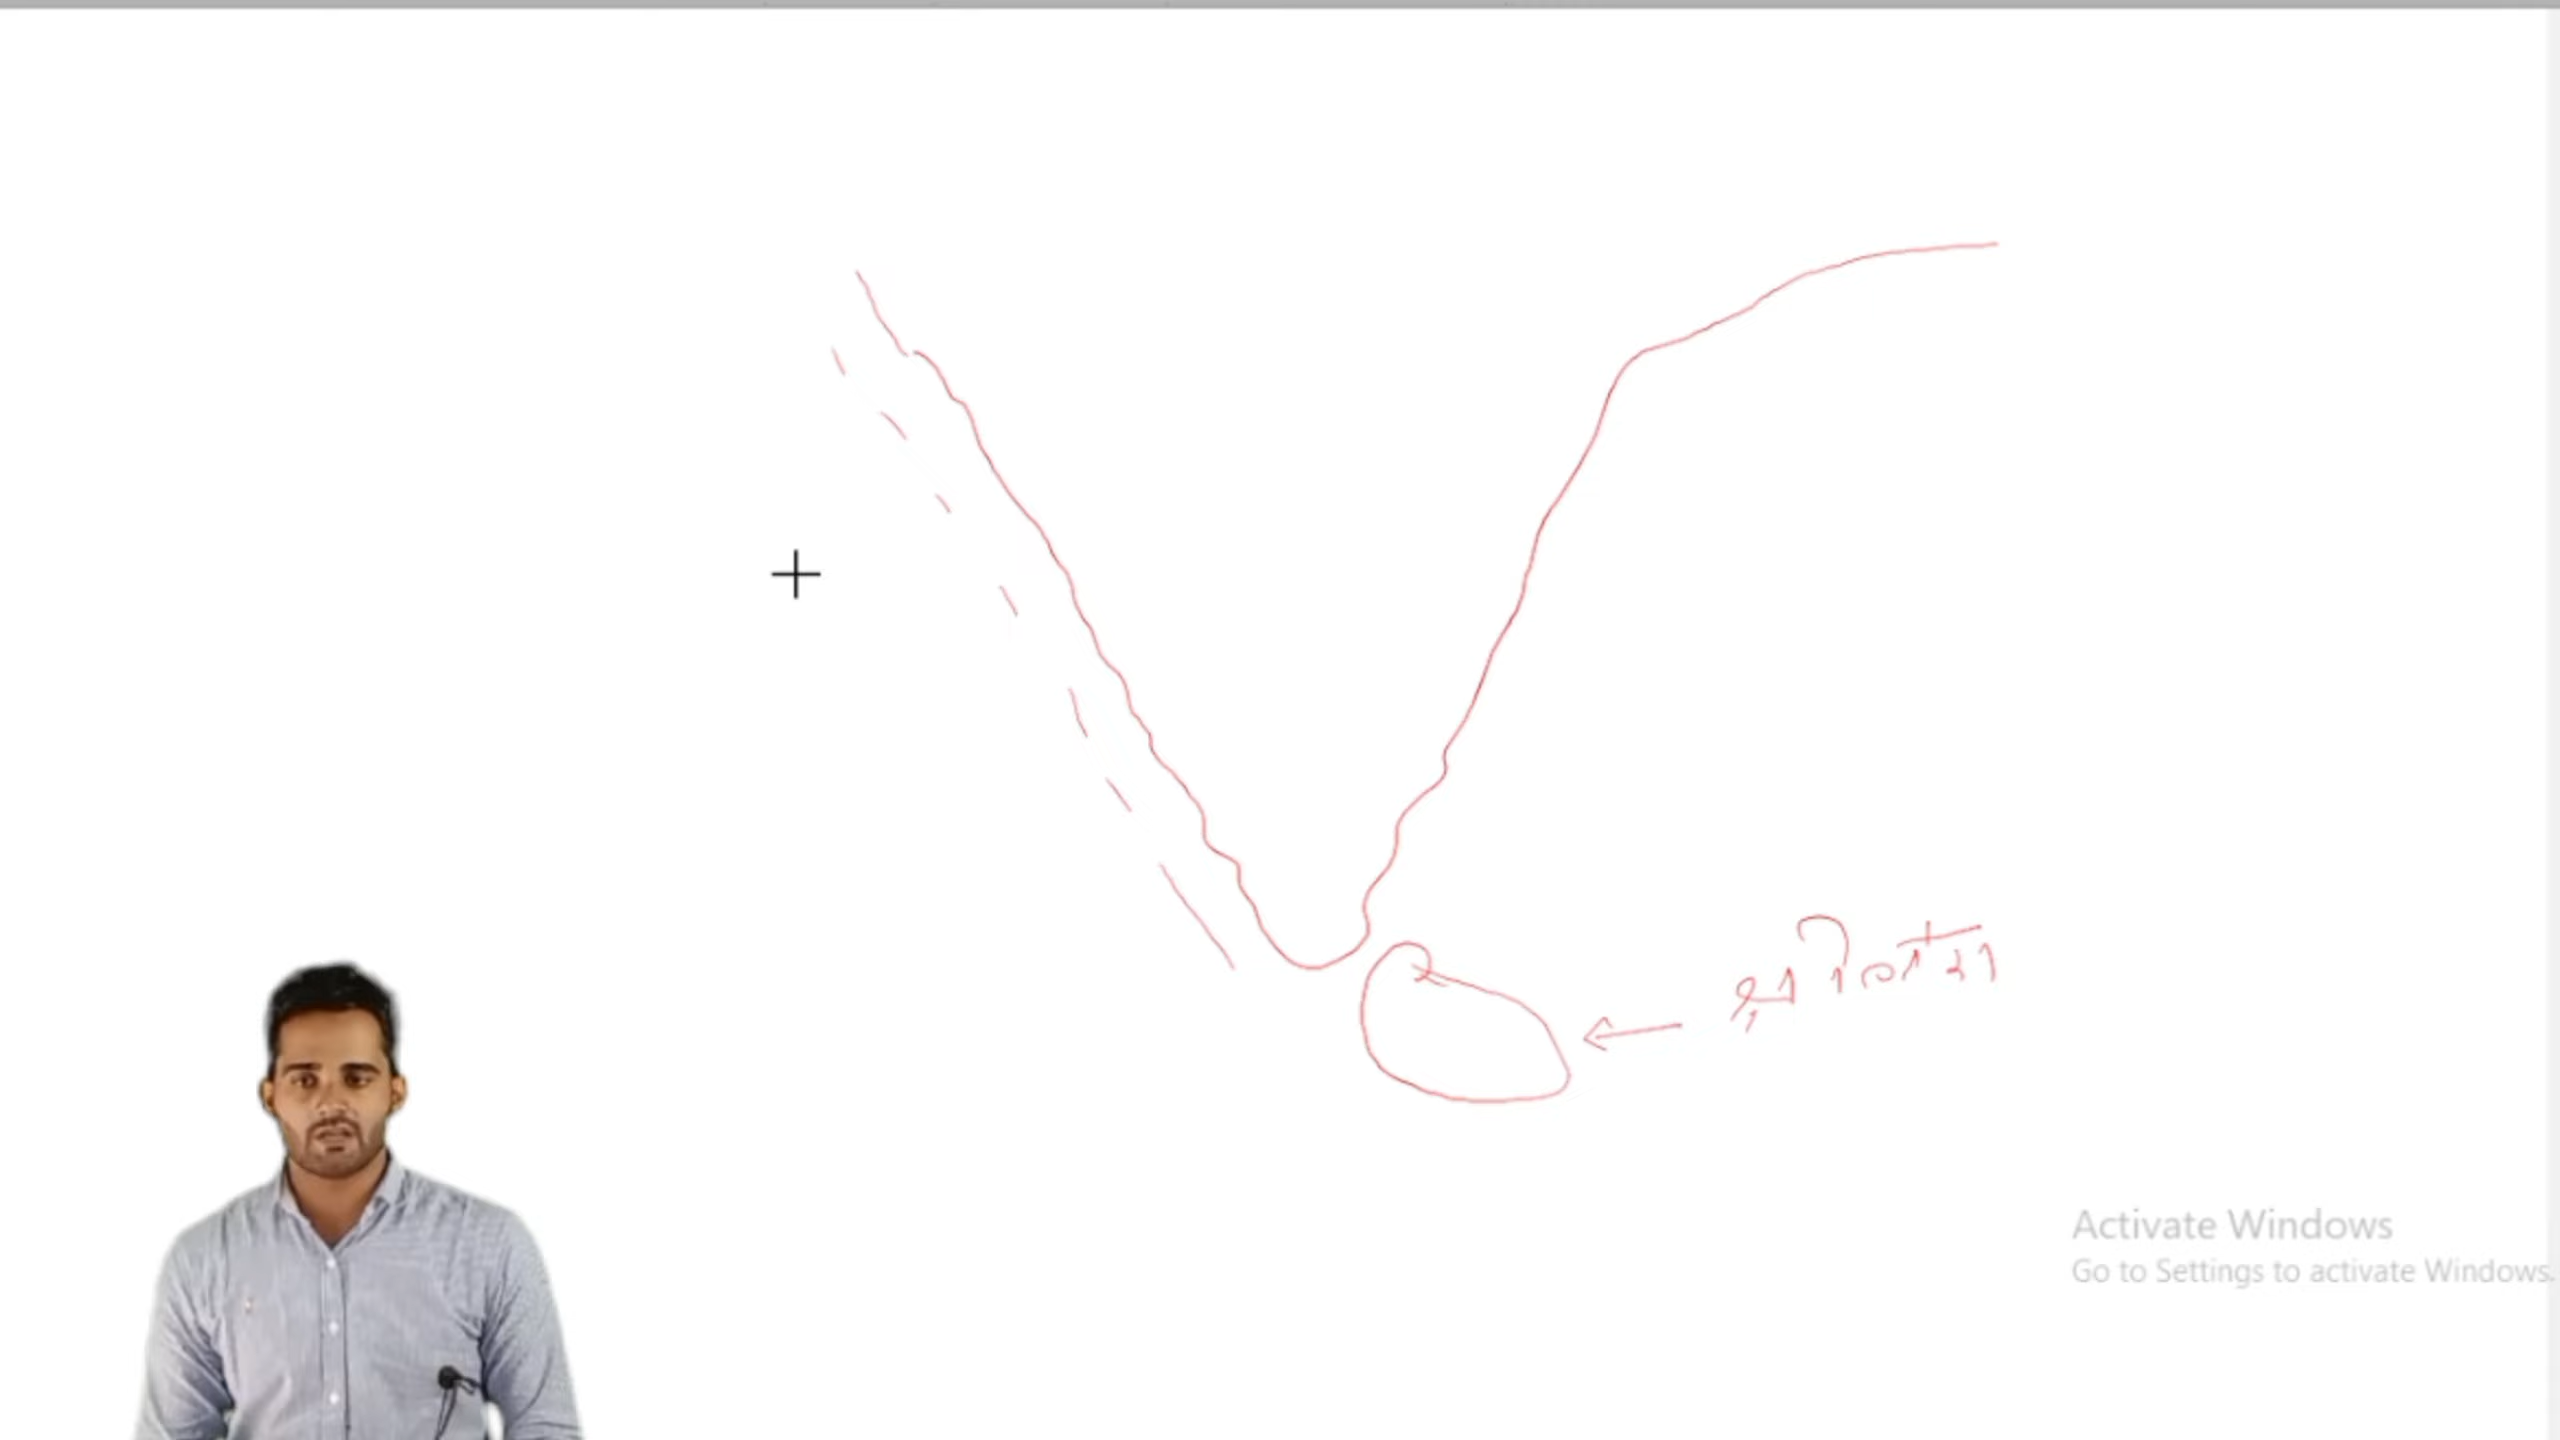 श्रीलंका
Activate Windows
Go to Settings to activate Windows.